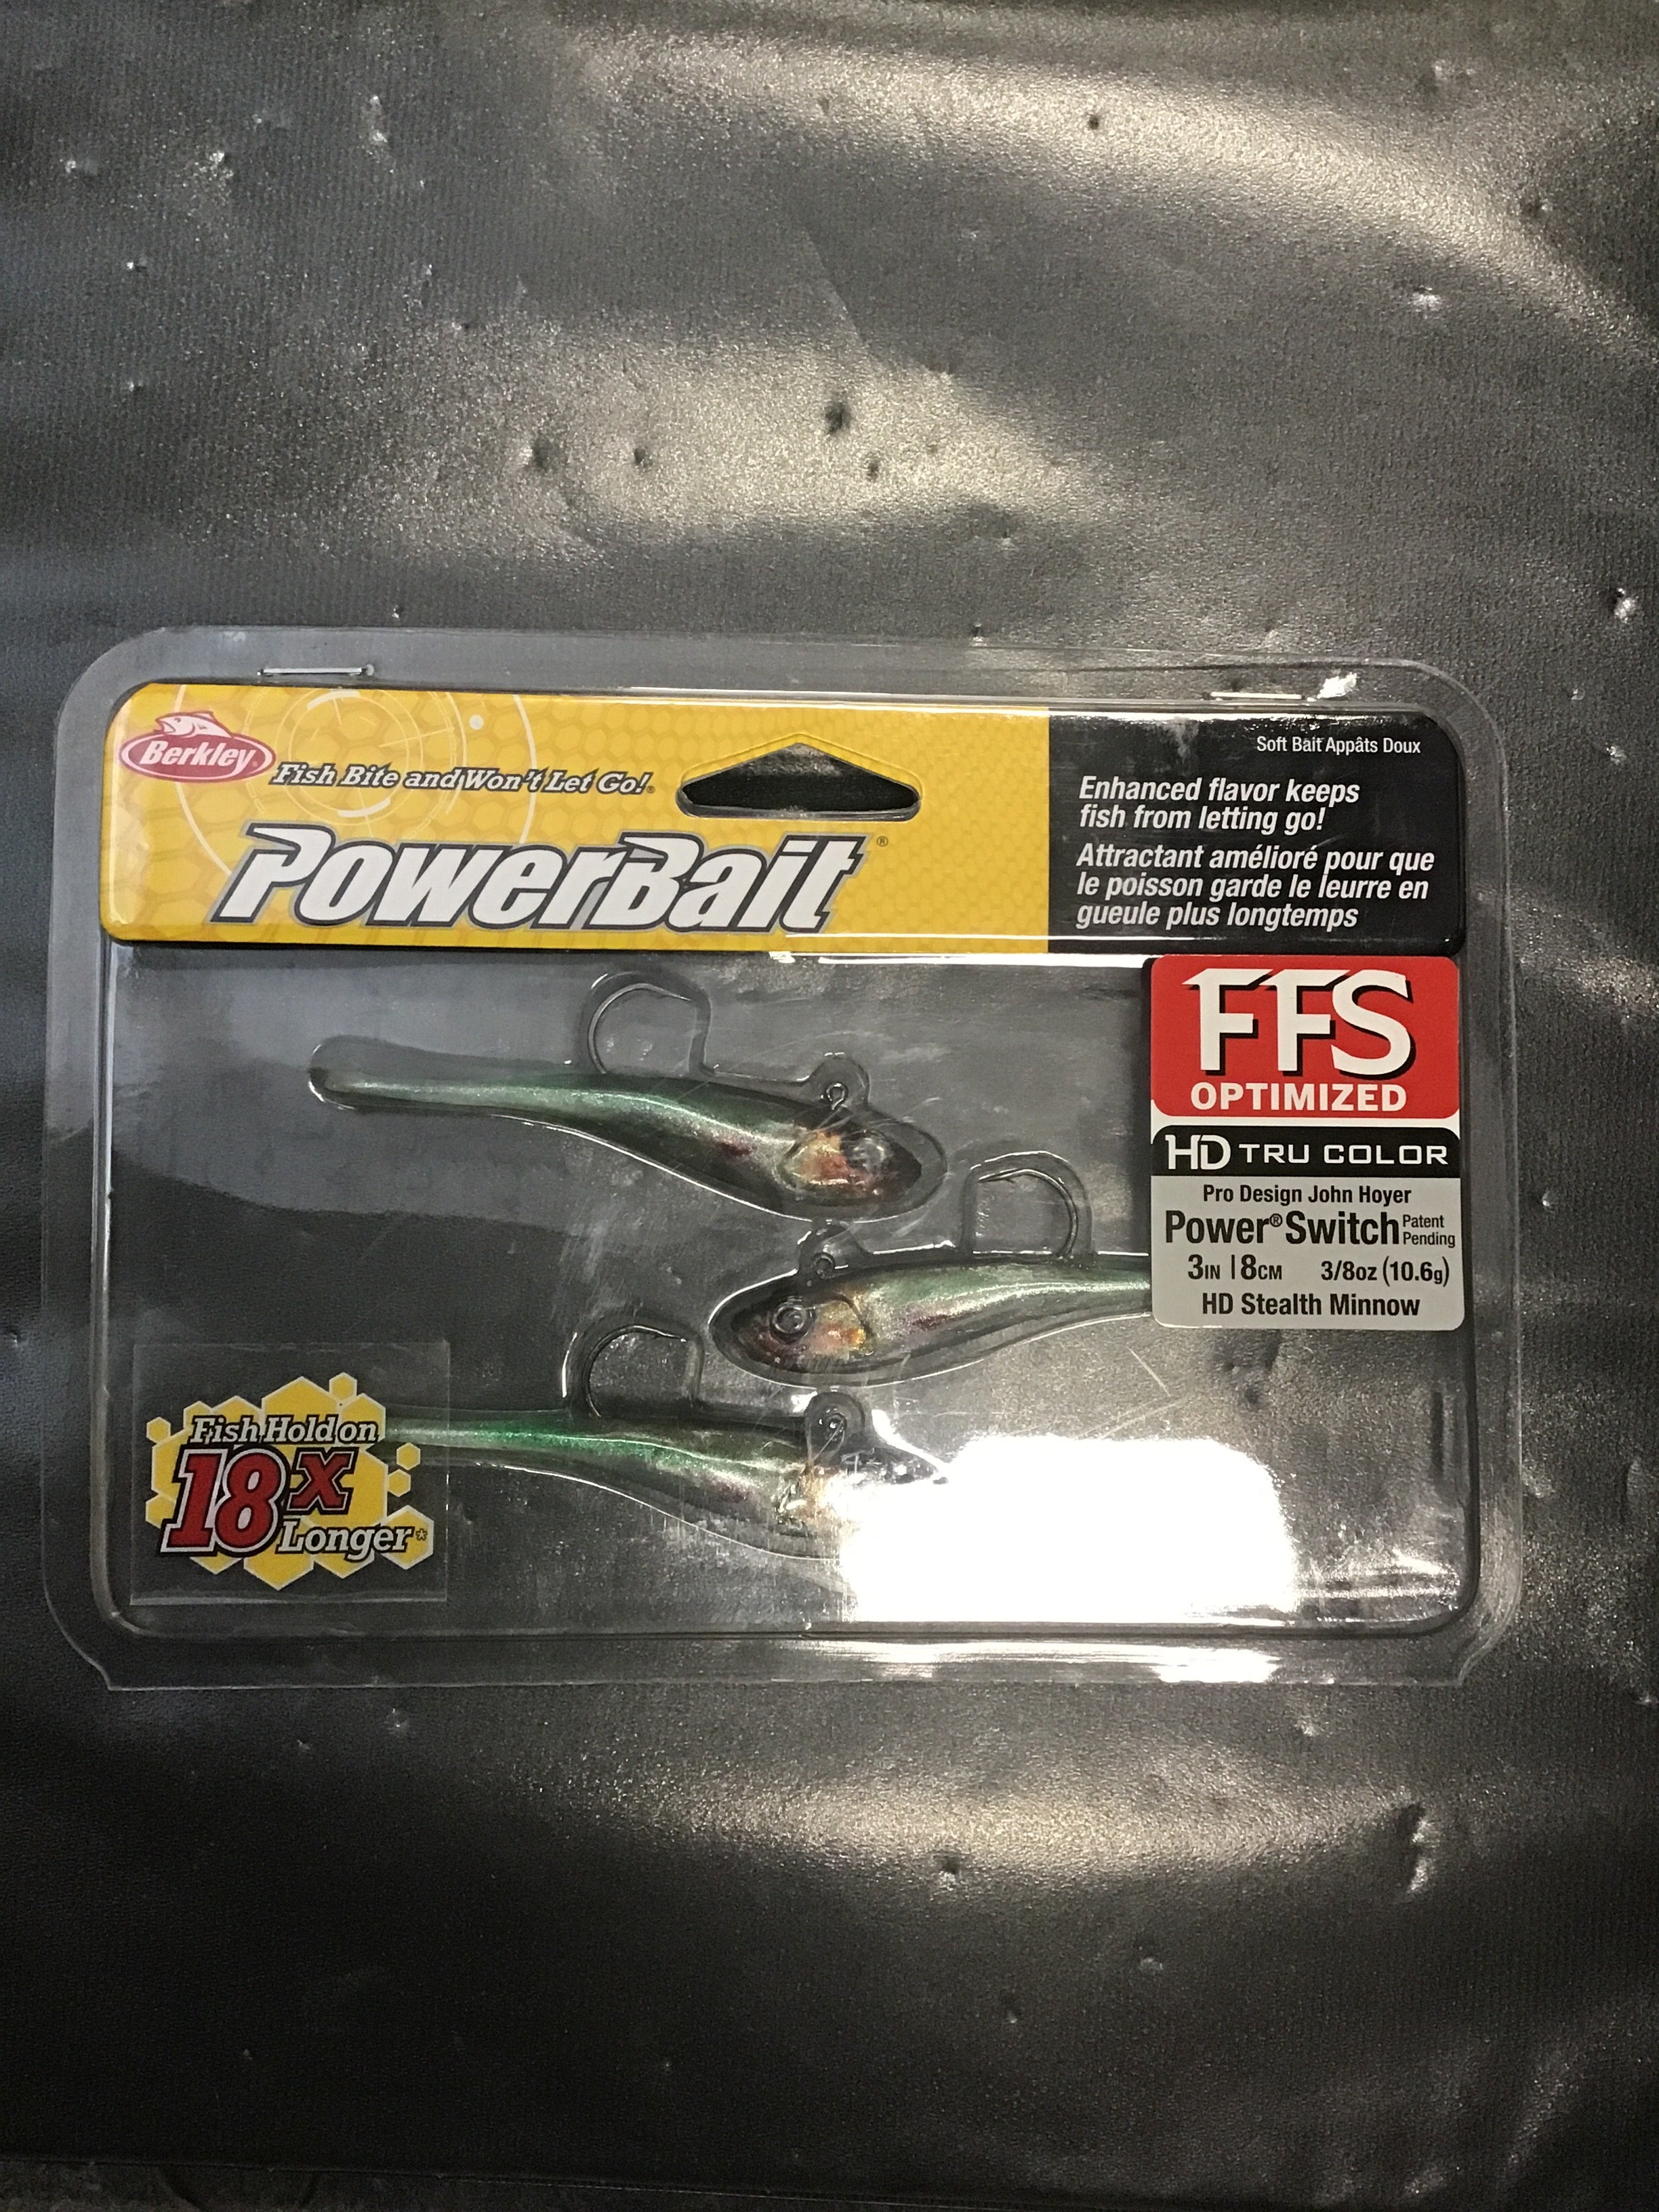 Berkley®
Fish Bite and Won't Let Go!®
PowerBait®
Soft Bait Appâts Doux
Enhanced flavor keeps
fish from letting go!
Attractant amélioré pour que
le poisson garde le leurre en
gueule plus longtemps
FFS
OPTIMIZED
HD TRU COLOR
Pro Design John Hoyer
Power® Switch Patent Pending
3IN | 8CM 3/8oz (10.6g)
HD Stealth Minnow
Fish Hold on
18x
Longer*